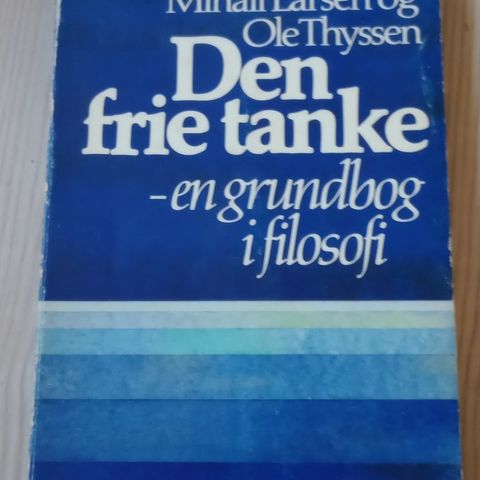 Mihail Larsen og
Ole Thyssen
Den
frie tanke
- en grundbog
i filosofi